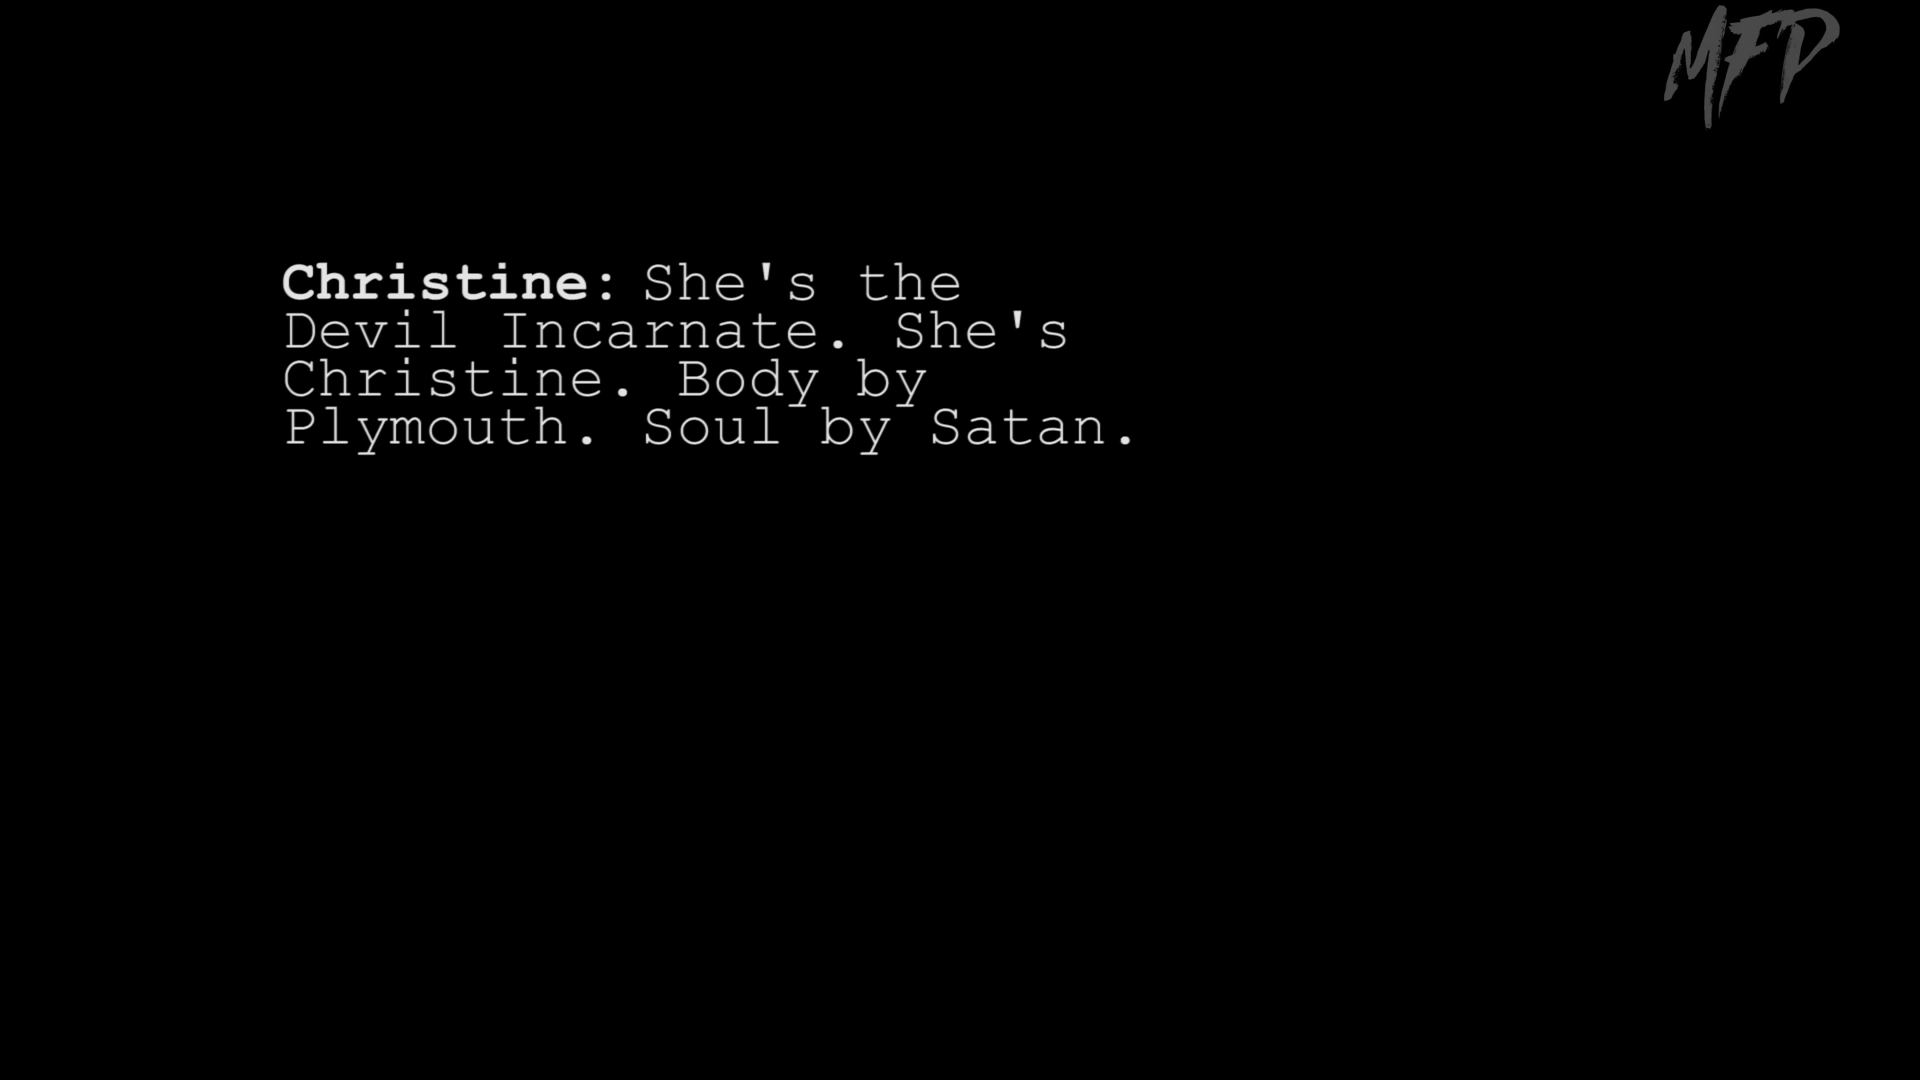 MFD
Christine: She's the
Devil Incarnate. She's
Christine. Body by
Plymouth. Soul by Satan.